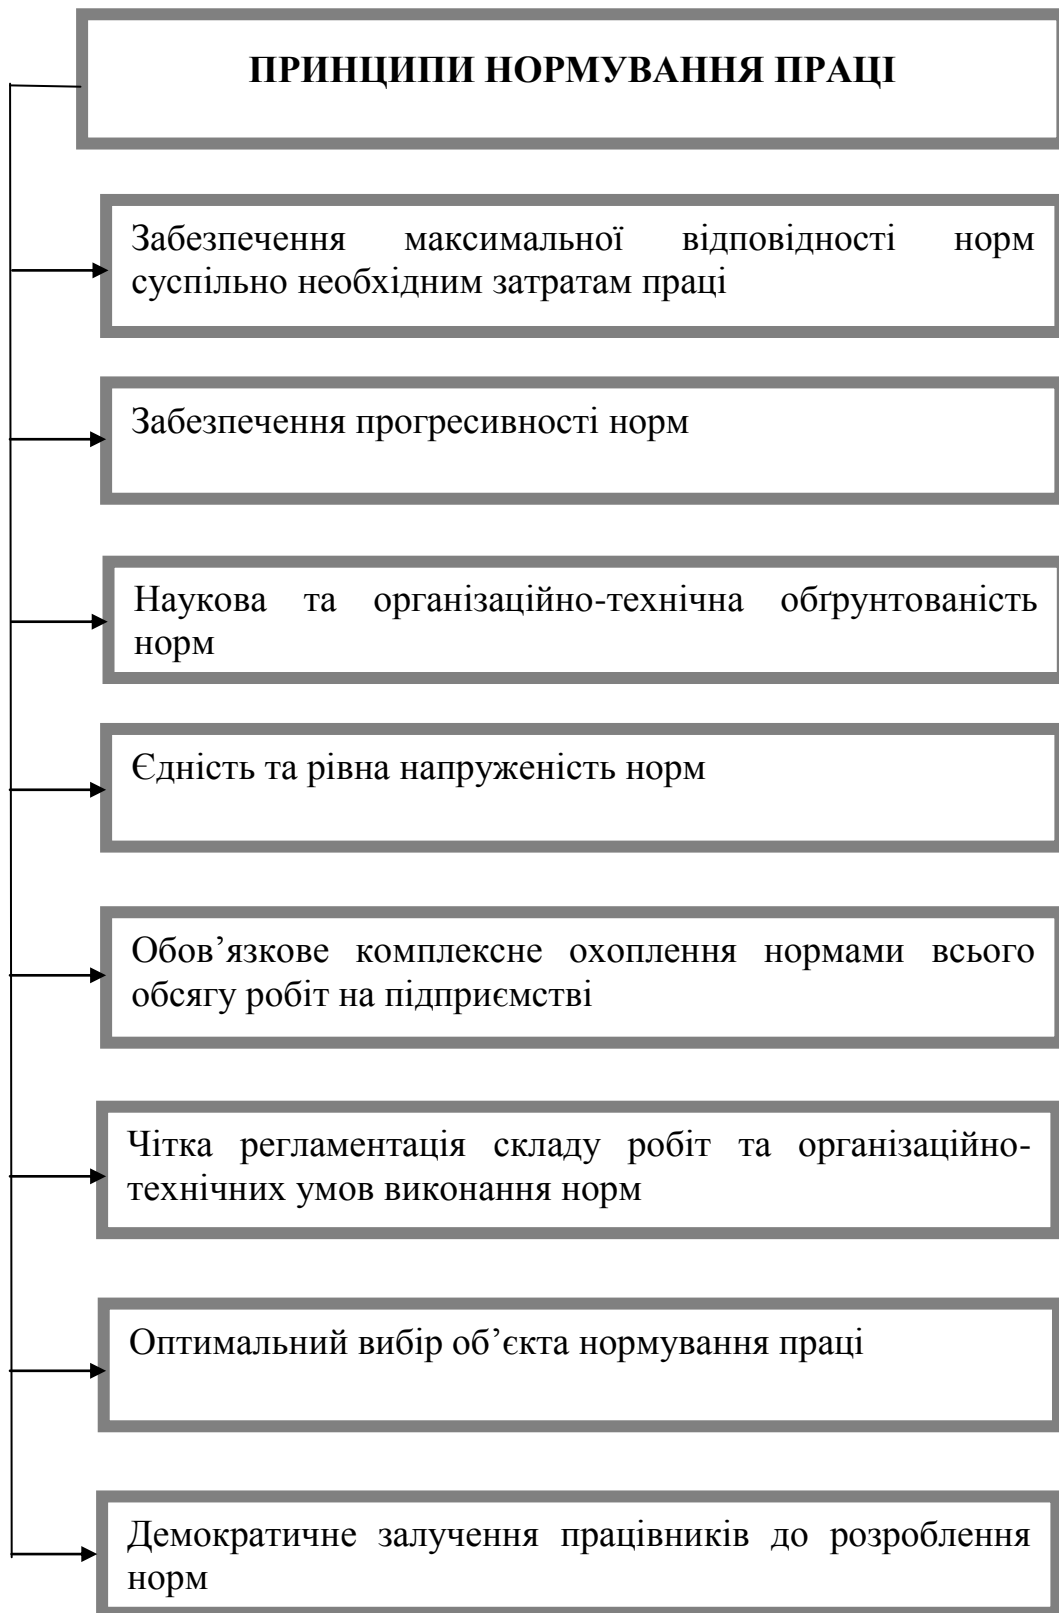 ПРИНЦИПИ НОРМУВАННЯ ПРАЦІ
Забезпечення максимальної відповідності норм
суспільно необхідним затратам праці
Забезпечення прогресивності норм
Наукова та організаційно-технічна обґрунтованість
норм
Єдність та рівна напруженість норм
Обов’язкове комплексне охоплення нормами всього
обсягу робіт на підприємстві
Чітка регламентація складу робіт та організаційно-
технічних умов виконання норм
Оптимальний вибір об’єкта нормування праці
Демократичне залучення працівників до розроблення
норм